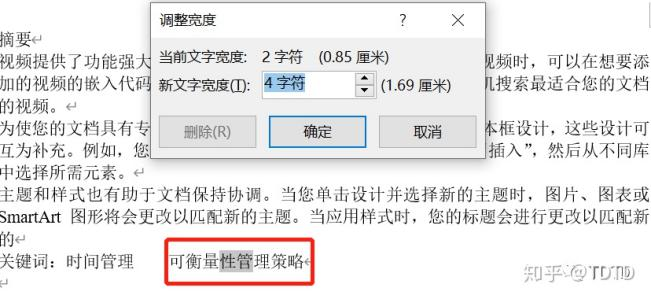 调整宽度
?
×
当前文字宽度: 2 字符 (0.85 厘米)
新文字宽度(T): 4 字符 (1.69 厘米)
删除(R) 确定 取消
摘要
视频提供了功能强大 视频时，可以在想要添
加的视频的嵌入代码 机搜索最适合您的文档
的视频。
为使您的文档具有专 本框设计，这些设计可
互为补充。例如，您 插入”，然后从不同库
中选择所需元素。
主题和样式也有助于文档保持协调。当您单击设计并选择新的主题时，图片、图表或
SmartArt 图形将会更改以匹配新的主题。当应用样式时，您的标题会进行更改以匹配新
的
关键词：时间管理 可衡量性管理策略
知乎 @TDTD